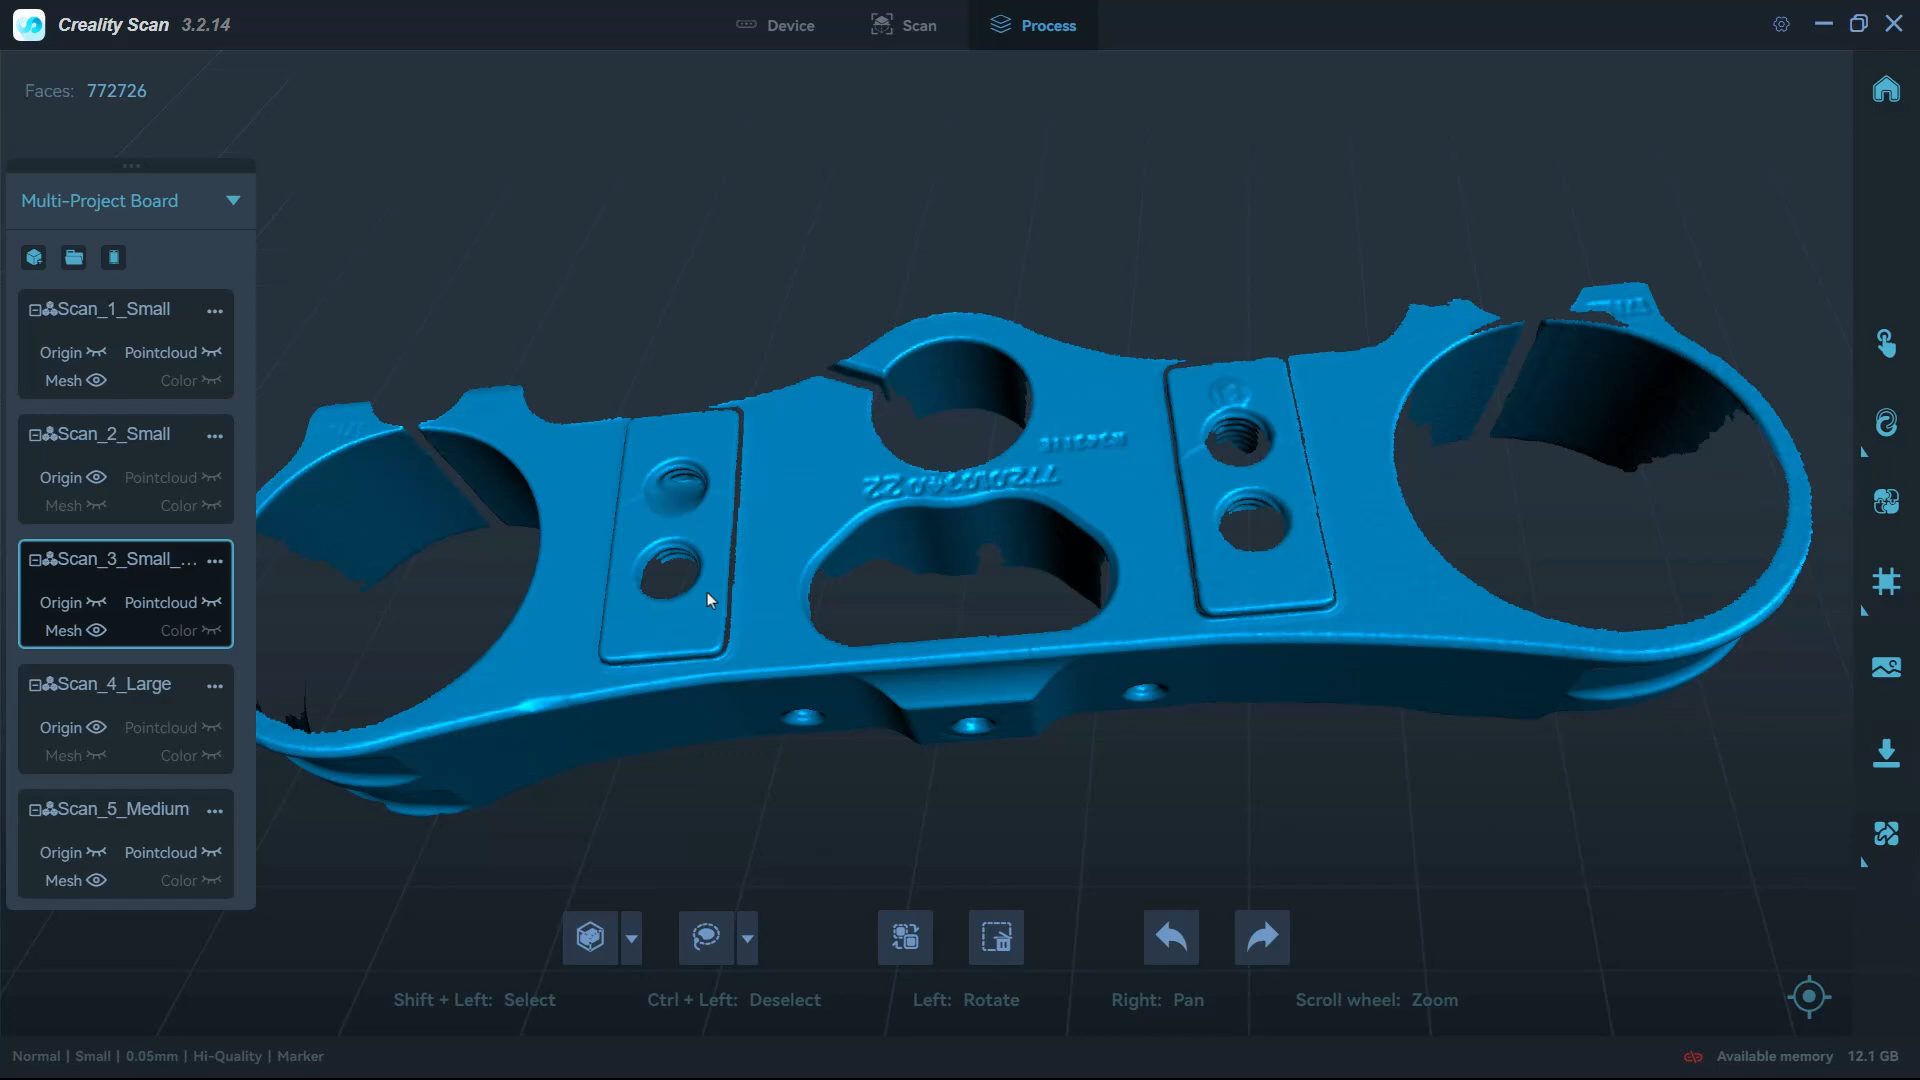 Creality Scan 3.2.14
Device
Scan
Process
Faces: 772726
Multi-Project Board
Scan_1_Small
Origin Pointcloud
Mesh Color
Scan_2_Small
Origin Pointcloud
Mesh Color
Scan_3_Small_...
Origin Pointcloud
Mesh Color
Scan_4_Large
Origin Pointcloud
Mesh Color
Scan_5_Medium
Origin Pointcloud
Mesh Color
Shift + Left: Select
Ctrl + Left: Deselect
Left: Rotate
Right: Pan
Scroll wheel: Zoom
Normal | Small | 0.05mm | Hi-Quality | Marker
Available memory 12.1 GB